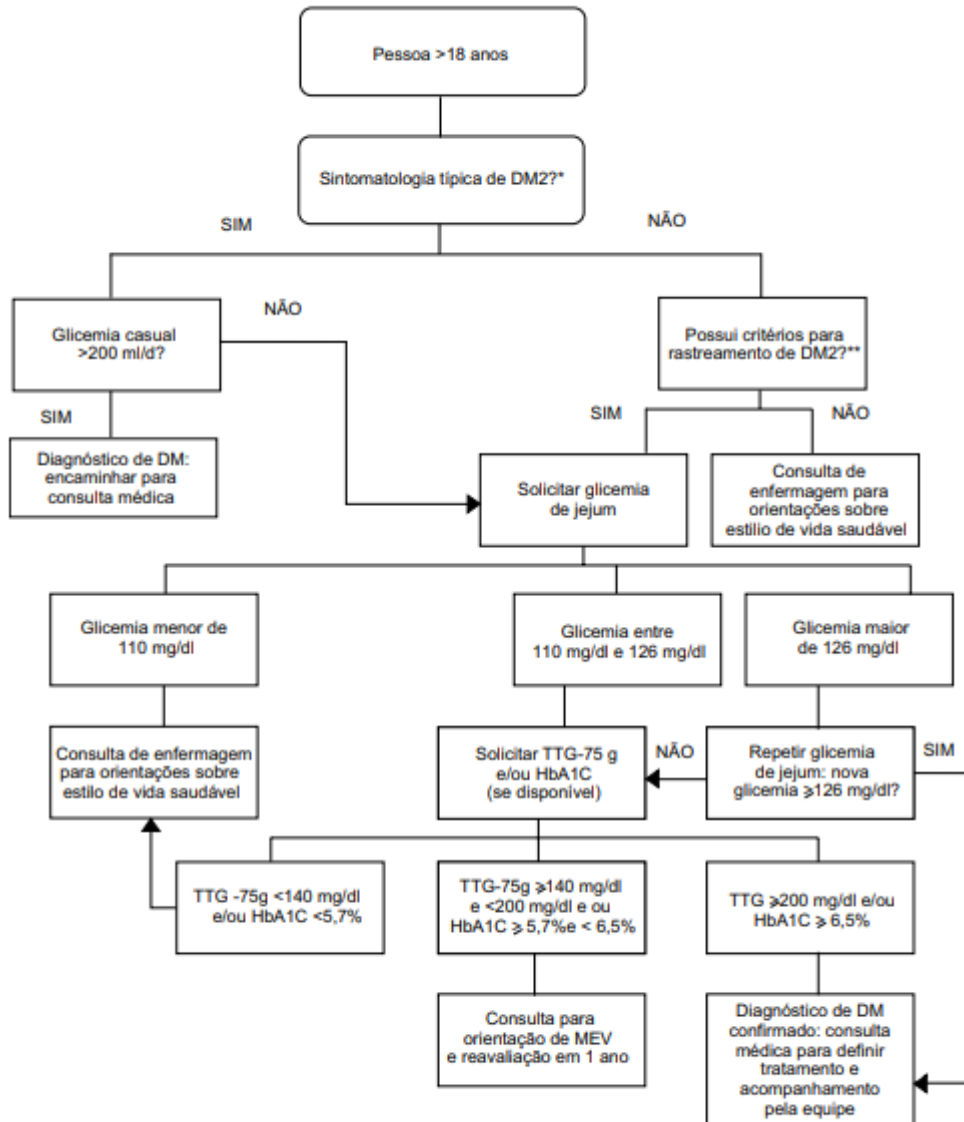 Pessoa >18 anos
Sintomatologia típica de DM2?*
SIM
NÃO
Glicemia casual
>200 ml/d?
NÃO
Possui critérios para
rastreamento de DM2?**
SIM
SIM
NÃO
Diagnóstico de DM:
encaminhar para
consulta médica
Solicitar glicemia
de jejum
Consulta de
enfermagem para
orientações sobre
estilio de vida saudável
Glicemia menor de
110 mg/dl
Glicemia entre
110 mg/dl e 126 mg/dl
Glicemia maior
de 126 mg/dl
Consulta de enfermagem
para orientações sobre
estilo de vida saudável
Solicitar TTG-75 g
e/ou HbA1C
(se disponível)
NÃO
Repetir glicemia
de jejum: nova
glicemia ⩾126 mg/dl?
SIM
TTG -75g <140 mg/dl
e/ou HbA1C <5,7%
TTG-75g ⩾140 mg/dl
e <200 mg/dl e ou
HbA1C ⩾ 5,7%e < 6,5%
TTG ⩾200 mg/dl e/ou
HbA1C ⩾ 6,5%
Consulta para
orientação de MEV
e reavaliação em 1 ano
Diagnóstico de DM
confirmado: consulta
médica para definir
tratamento e
acompanhamento
pela equipe